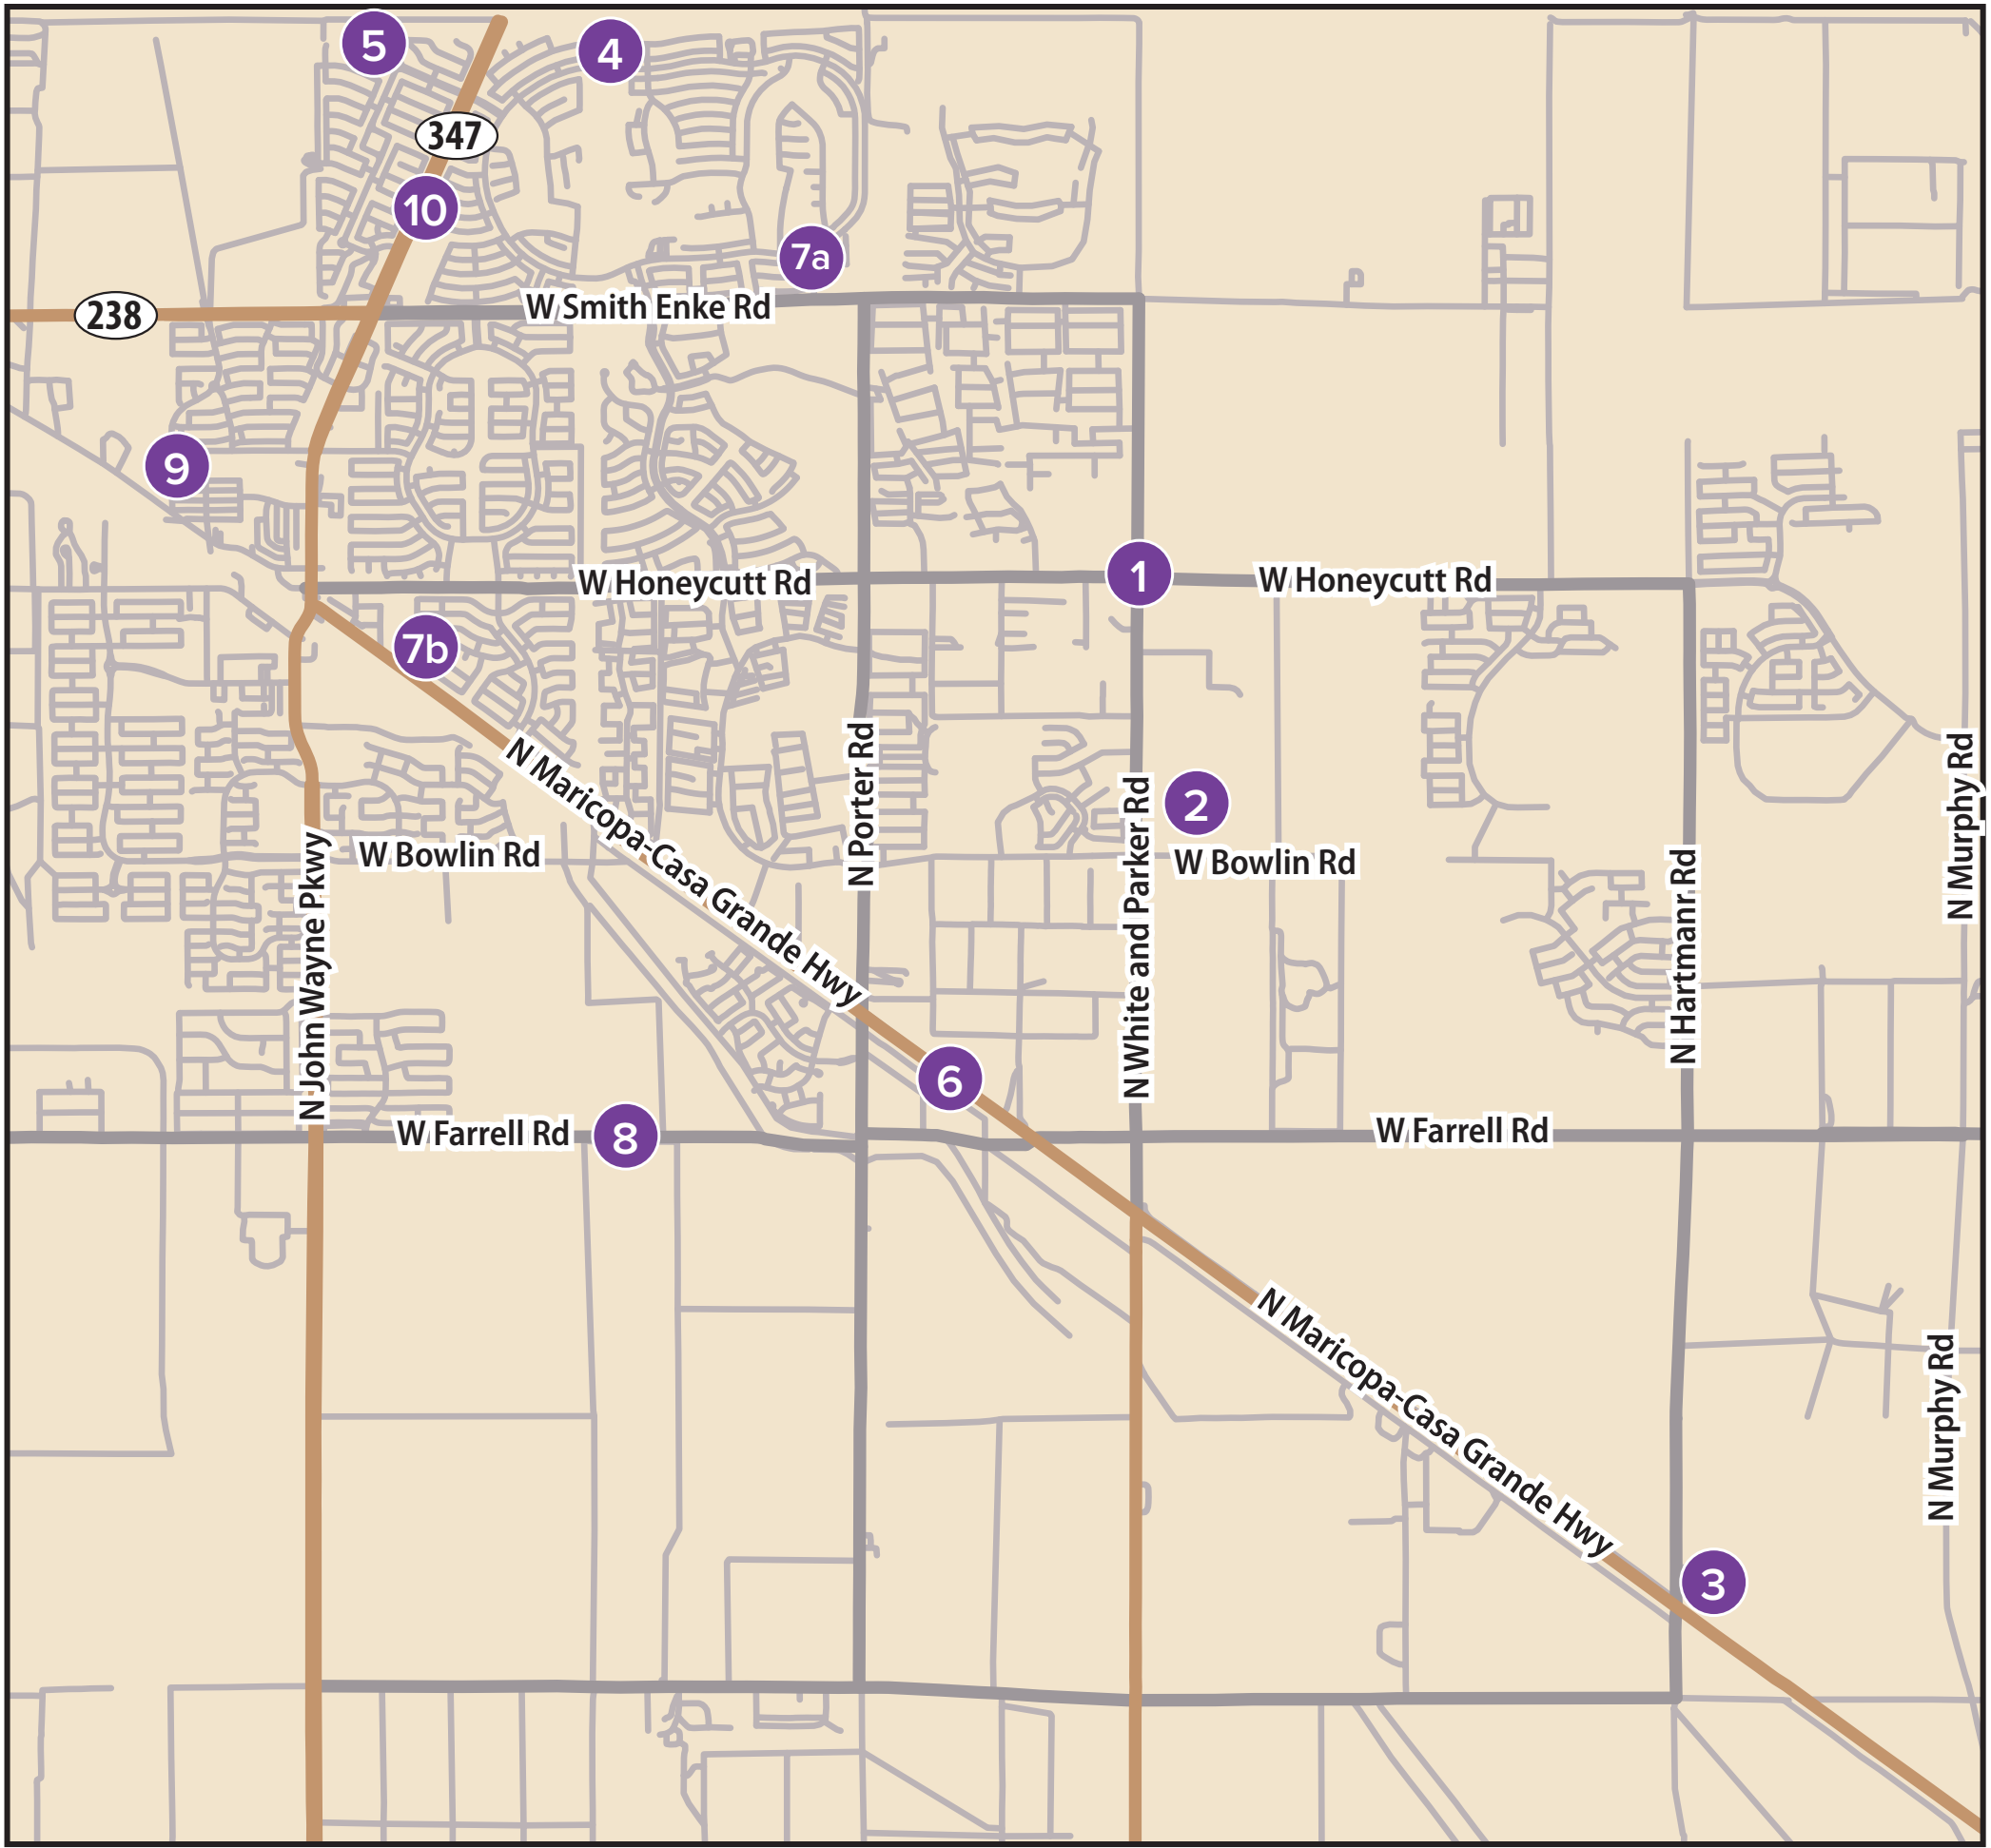 5
4
347
10
7a
W Smith Enke Rd
238
9
1
W Honeycutt Rd
W Honeycutt Rd
7b
N Maricopa-Casa Grande Hwy
N Porter Rd
N White and Parker Rd
2
N Murphy Rd
W Bowlin Rd
W Bowlin Rd
N John Wayne Pkwy
N Hartmann Rd
6
W Farrell Rd
8
W Farrell Rd
N Maricopa-Casa Grande Hwy
N Murphy Rd
3